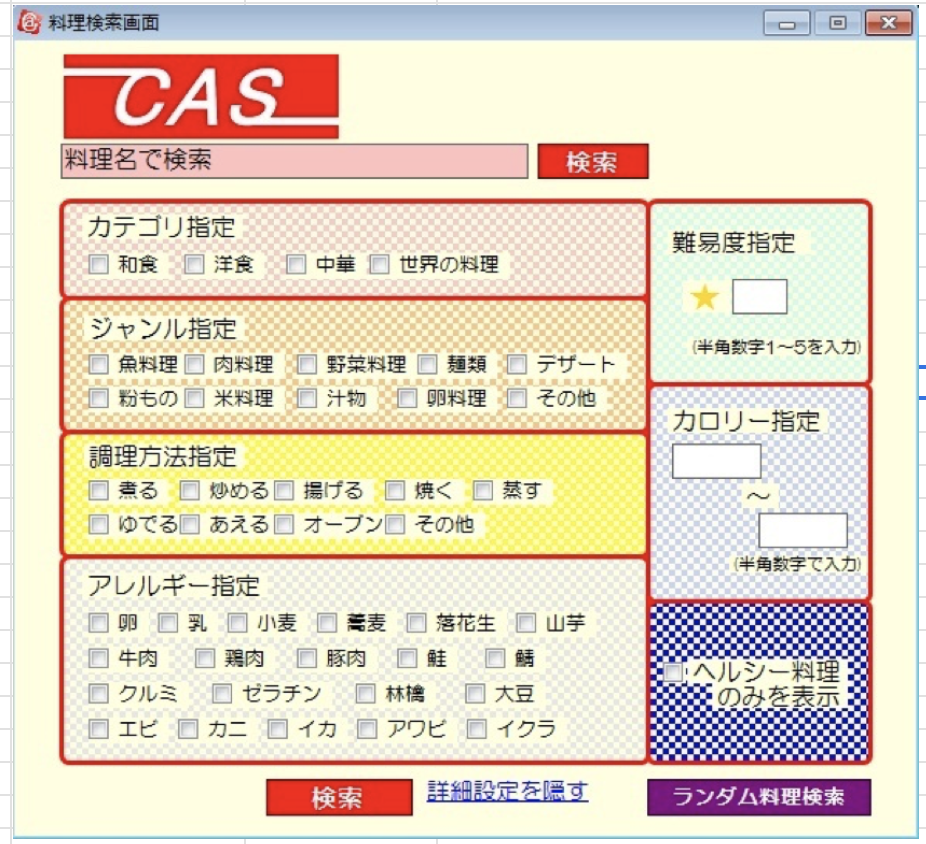 料理検索画面
CAS
料理名で検索
検索
カテゴリ指定
和食 洋食 中華 世界の料理
ジャンル指定
魚料理 肉料理 野菜料理 麺類 デザート
粉もの 米料理 汁物 卵料理 その他
調理方法指定
煮る 炒める 揚げる 焼く 蒸す
ゆでる あえる オーブン その他
アレルギー指定
卵 乳 小麦 蕎麦 落花生 山芋
牛肉 鶏肉 豚肉 鮭 鯖
クルミ ゼラチン 林檎 大豆
エビ カニ イカ アワビ イクラ
難易度指定
★
(半角数字1～5を入力)
カロリー指定
～
(半角数字で入力)
ヘルシー料理
のみを表示
検索
詳細設定を隠す
ランダム料理検索